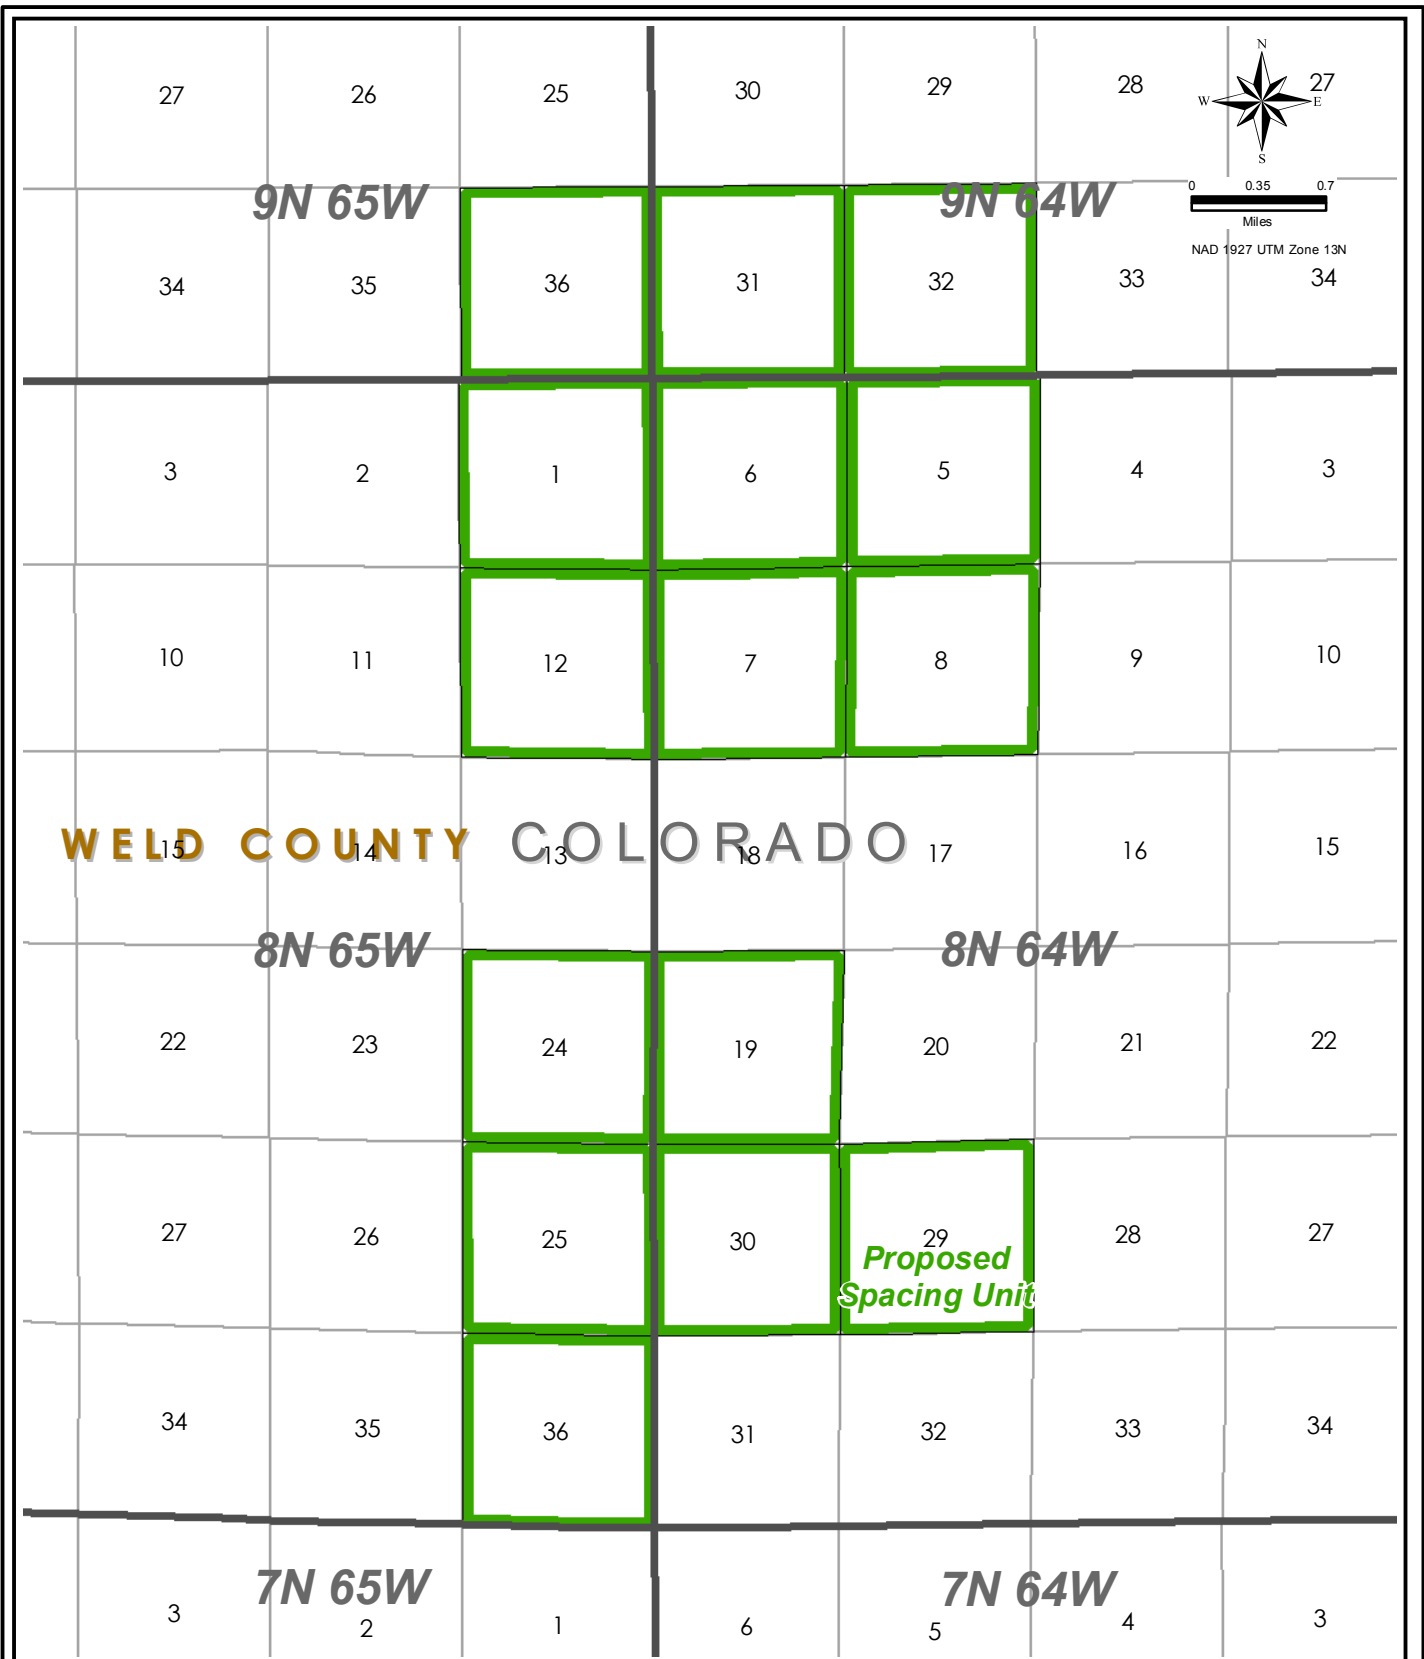 N
27 26 25 30 29 28 27
W E
S
9N 65W 9N 64W
0 0.35 0.7
Miles
NAD 1927 UTM Zone 13N
34 35 36 31 32 33 34
3 2 1 6 5 4 3
10 11 12 7 8 9 10
WELD COUNTY COLORADO
15 14 13 18 17 16 15
8N 65W 8N 64W
22 23 24 19 20 21 22
27 26 25 30 29 28 27
Proposed
Spacing Unit
34 35 36 31 32 33 34
7N 65W 7N 64W
3 2 1 6 5 4 3